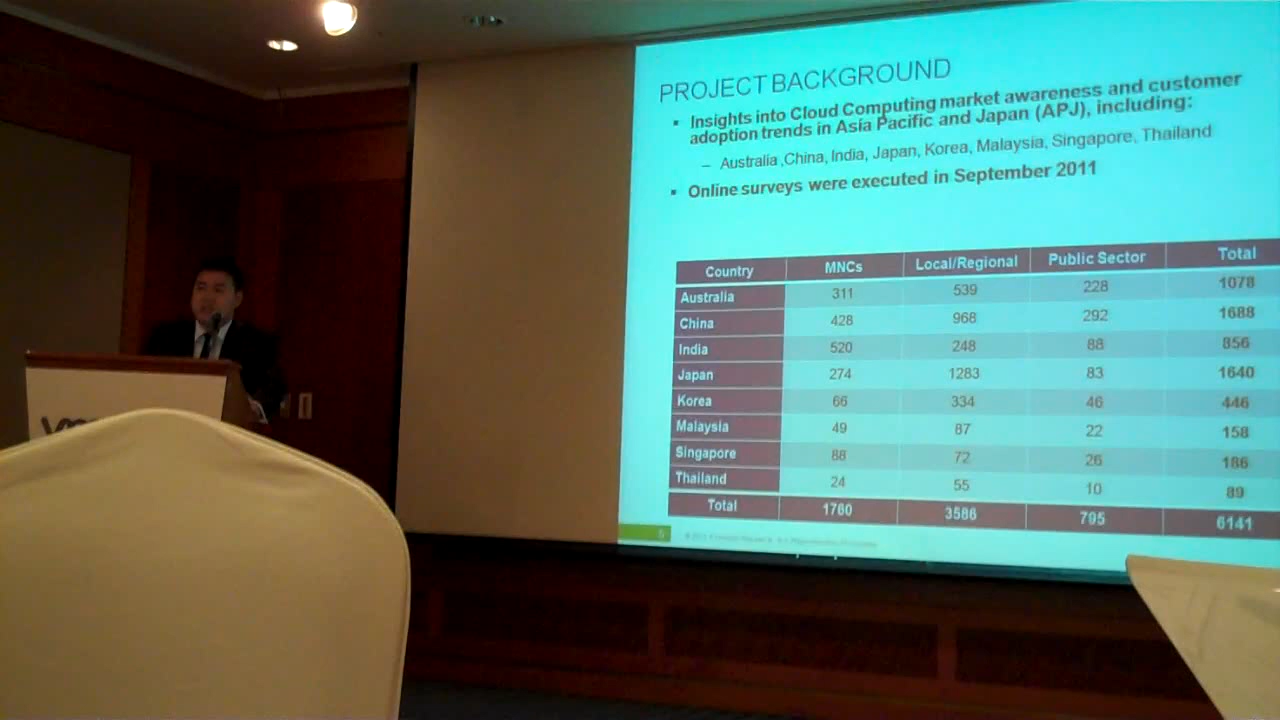 PROJECT BACKGROUND
▪ Insights into Cloud Computing market awareness and customer
adoption trends in Asia Pacific and Japan (APJ), including:
– Australia ,China, India, Japan, Korea, Malaysia, Singapore, Thailand
▪ Online surveys were executed in September 2011
Country MNCs Local/Regional Public Sector Total
Australia 311 539 228 1078
China 428 968 292 1688
India 520 248 88 856
Japan 274 1283 83 1640
Korea 66 334 46 446
Malaysia 49 87 22 158
Singapore 88 72 26 186
Thailand 24 55 10 89
Total 1760 3586 795 6141
5